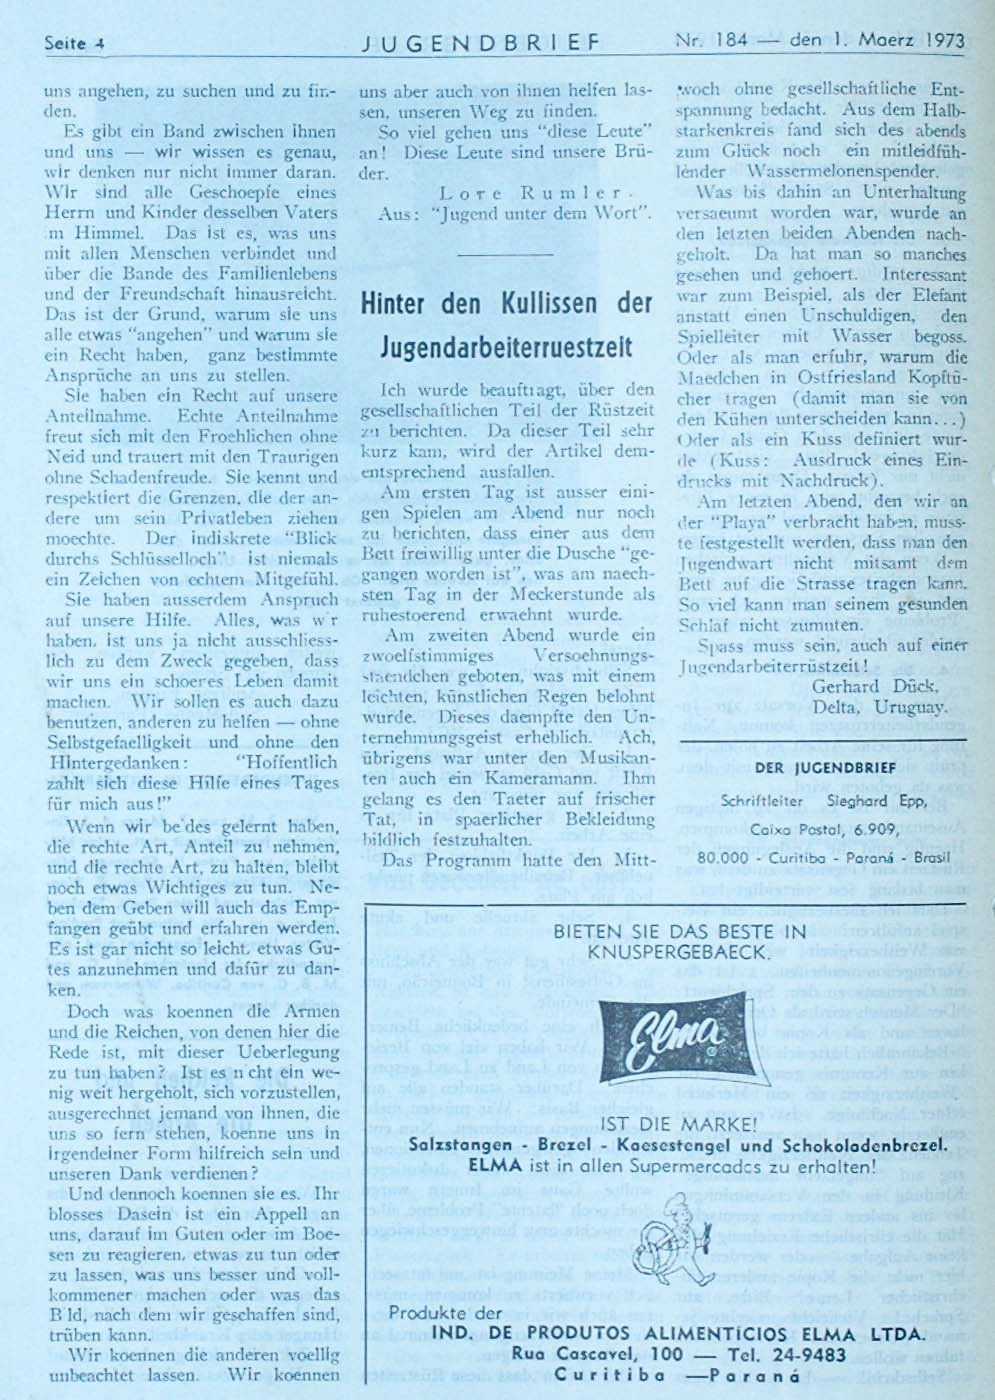 Seite 4
JUGENDBRIEF
Nr. 184 — den 1. Maerz 1973
uns angehen, zu suchen und zu fin-
den.
Es gibt ein Band zwischen ihnen
und uns — wir wissen es genau,
wir denken nur nicht immer daran.
Wir sind alle Geschoepfe eines
Herrn und Kinder desselben Vaters
im Himmel. Das ist es, was uns
mit allen Menschen verbindet und
über die Bande des Familienlebens
und der Freundschaft hinausreicht.
Das ist der Grund, warum sie uns
alle etwas "angehen" und warum sie
ein Recht haben, ganz bestimmte
Ansprüche an uns zu stellen.
Sie haben ein Recht auf unsere
Anteilnahme. Echte Anteilnahme
freut sich mit den Froehlichen ohne
Neid und trauert mit den Traurigen
ohne Schadenfreude. Sie kennt und
respektiert die Grenzen, die der an-
dere um sein Privatleben ziehen
moechte. Der indiskrete "Blick
durchs Schlüsselloch" ist niemals
ein Zeichen von echtem Mitgefühl.
Sie haben ausserdem Anspruch
auf unsere Hilfe. Alles, was wir
haben, ist uns ja nicht ausschliess-
lich zu dem Zweck gegeben, dass
wir uns ein schoeres Leben damit
machen. Wir sollen es auch dazu
benutzen, anderen zu helfen — ohne
Selbstgefaelligkeit und ohne den
Hintergedanken: "Hoffentlich
zahlt sich diese Hilfe eines Tages
für mich aus!"
Wenn wir beides gelernt haben,
die rechte Art, Anteil zu nehmen,
und die rechte Art, zu halten, bleibt
noch etwas Wichtiges zu tun. Ne-
ben dem Geben will auch das Emp-
fangen geübt und erfahren werden.
Es ist gar nicht so leicht, etwas Gu-
tes anzunehmen und dafür zu dan-
ken.
Doch was koennen die Armen
und die Reichen, von denen hier die
Rede ist, mit dieser Ueberlegung
zu tun haben? Ist es nicht ein we-
nig weit hergeholt, sich vorzustellen,
ausgerechnet jemand von ihnen, die
uns so fern stehen, koenne uns in
irgendeiner Form hilfreich sein und
unseren Dank verdienen?
Und dennoch koennen sie es. Ihr
blosses Dasein ist ein Appell an
uns, darauf im Guten oder im Boe-
sen zu reagieren, etwas zu tun oder
zu lassen, was uns besser und voll-
kommener machen oder was das
Bild, nach dem wir geschaffen sind,
trüben kann.
Wir koennen die anderen voellig
unbeachtet lassen. Wir koennen
uns aber auch von ihnen helfen las-
sen, unseren Weg zu finden.
So viel gehen uns "diese Leute"
an! Diese Leute sind unsere Brü-
der.
Lore Rumler.
Aus: "Jugend unter dem Wort".
Hinter den Kullissen der
Jugendarbeiterruestzeit
Ich wurde beauftragt, über den
gesellschaftlichen Teil der Rüstzeit
zu berichten. Da dieser Teil sehr
kurz kam, wird der Artikel dem-
entsprechend ausfallen.
Am ersten Tag ist ausser eini-
gen Spielen am Abend nur noch
zu berichten, dass einer aus dem
Bett freiwillig unter die Dusche "ge-
gangen worden ist", was am naech-
sten Tag in der Meckerstunde als
ruhestoerend erwaehnt wurde.
Am zweiten Abend wurde ein
zwoelfstimmiges Versoehnungs-
staendchen geboten, was mit einem
leichten, künstlichen Regen belohnt
wurde. Dieses daempfte den Un-
ternehmungsgeist erheblich. Ach,
übrigens war unter den Musikan-
ten auch ein Kameramann. Ihm
gelang es den Taeter auf frischer
Tat, in spaerlicher Bekleidung
bildlich festzuhalten.
Das Programm hatte den Mitt-
woch ohne gesellschaftliche Ent-
spannung bedacht. Aus dem Halb-
starkenkreis fand sich des abends
zum Glück noch ein mitleidfüh-
lender Wassermelonenspender.
Was bis dahin an Unterhaltung
versaeumt worden war, wurde an
den letzten beiden Abenden nach-
geholt. Da hat man so manches
gesehen und gehoert. Interessant
war zum Beispiel, als der Elefant
anstatt einen Unschuldigen, den
Spielleiter mit Wasser begoss.
Oder als man erfuhr, warum die
Maedchen in Ostfriesland Kopftü-
cher tragen (damit man sie von
den Kühen unterscheiden kann...)
Oder als ein Kuss definiert wur-
de (Kuss: Ausdruck eines Ein-
drucks mit Nachdruck).
Am letzten Abend, den wir an
der "Playa" verbracht haben, muss-
te festgestellt werden, dass man den
Jugendwart nicht mitsamt dem
Bett auf die Strasse tragen kann.
So viel kann man seinem gesunden
Schlaf nicht zumuten.
Spass muss sein, auch auf einer
Jugendarbeiterrüstzeit!
Gerhard Dück,
Delta, Uruguay.
DER JUGENDBRIEF
Schriftleiter Sieghard Epp,
Caixa Postal, 6.909,
80.000 - Curitiba - Paraná - Brasil
BIETEN SIE DAS BESTE IN
KNUSPERGEBAECK.
Elma
IST DIE MARKE!
Salzstangen - Brezel - Kaesestengel und Schokoladenbrezel.
ELMA ist in allen Supermercados zu erhalten!
Produkte der
IND. DE PRODUTOS ALIMENTICIOS ELMA LTDA.
Rua Cascavel, 100 — Tel. 24-9483
Curitiba — Paraná